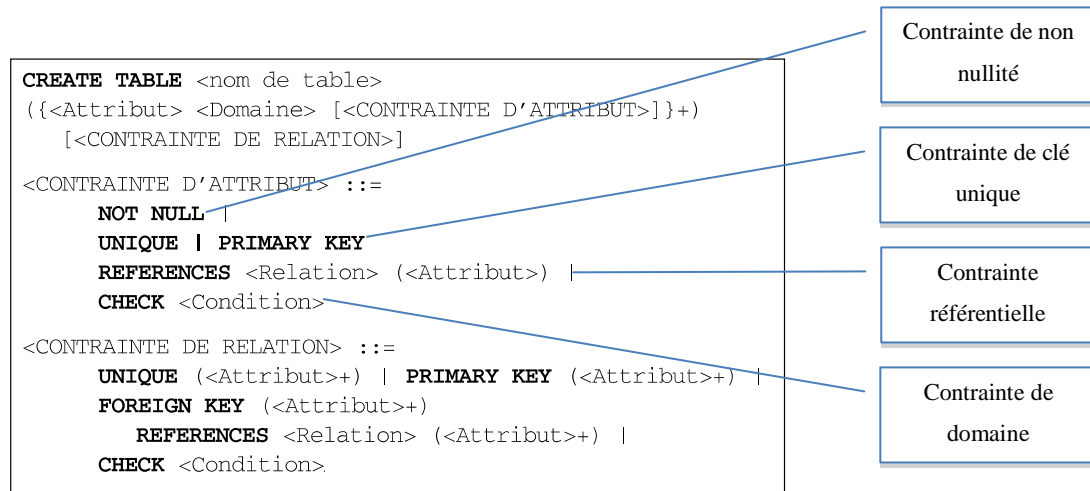 CREATE TABLE <nom de table>
({<Attribut> <Domaine> [<CONTRAINTE D’ATTRIBUT>]}+)
[<CONTRAINTE DE RELATION>]
<CONTRAINTE D’ATTRIBUT> ::=
NOT NULL |
UNIQUE | PRIMARY KEY
REFERENCES <Relation> (<Attribut>) |
CHECK <Condition>
<CONTRAINTE DE RELATION> ::=
UNIQUE (<Attribut>+) | PRIMARY KEY (<Attribut>+) |
FOREIGN KEY (<Attribut>+)
REFERENCES <Relation> (<Attribut>+) |
CHECK <Condition>
Contrainte de non
nullité
Contrainte de clé
unique
Contrainte
référentielle
Contrainte de
domaine